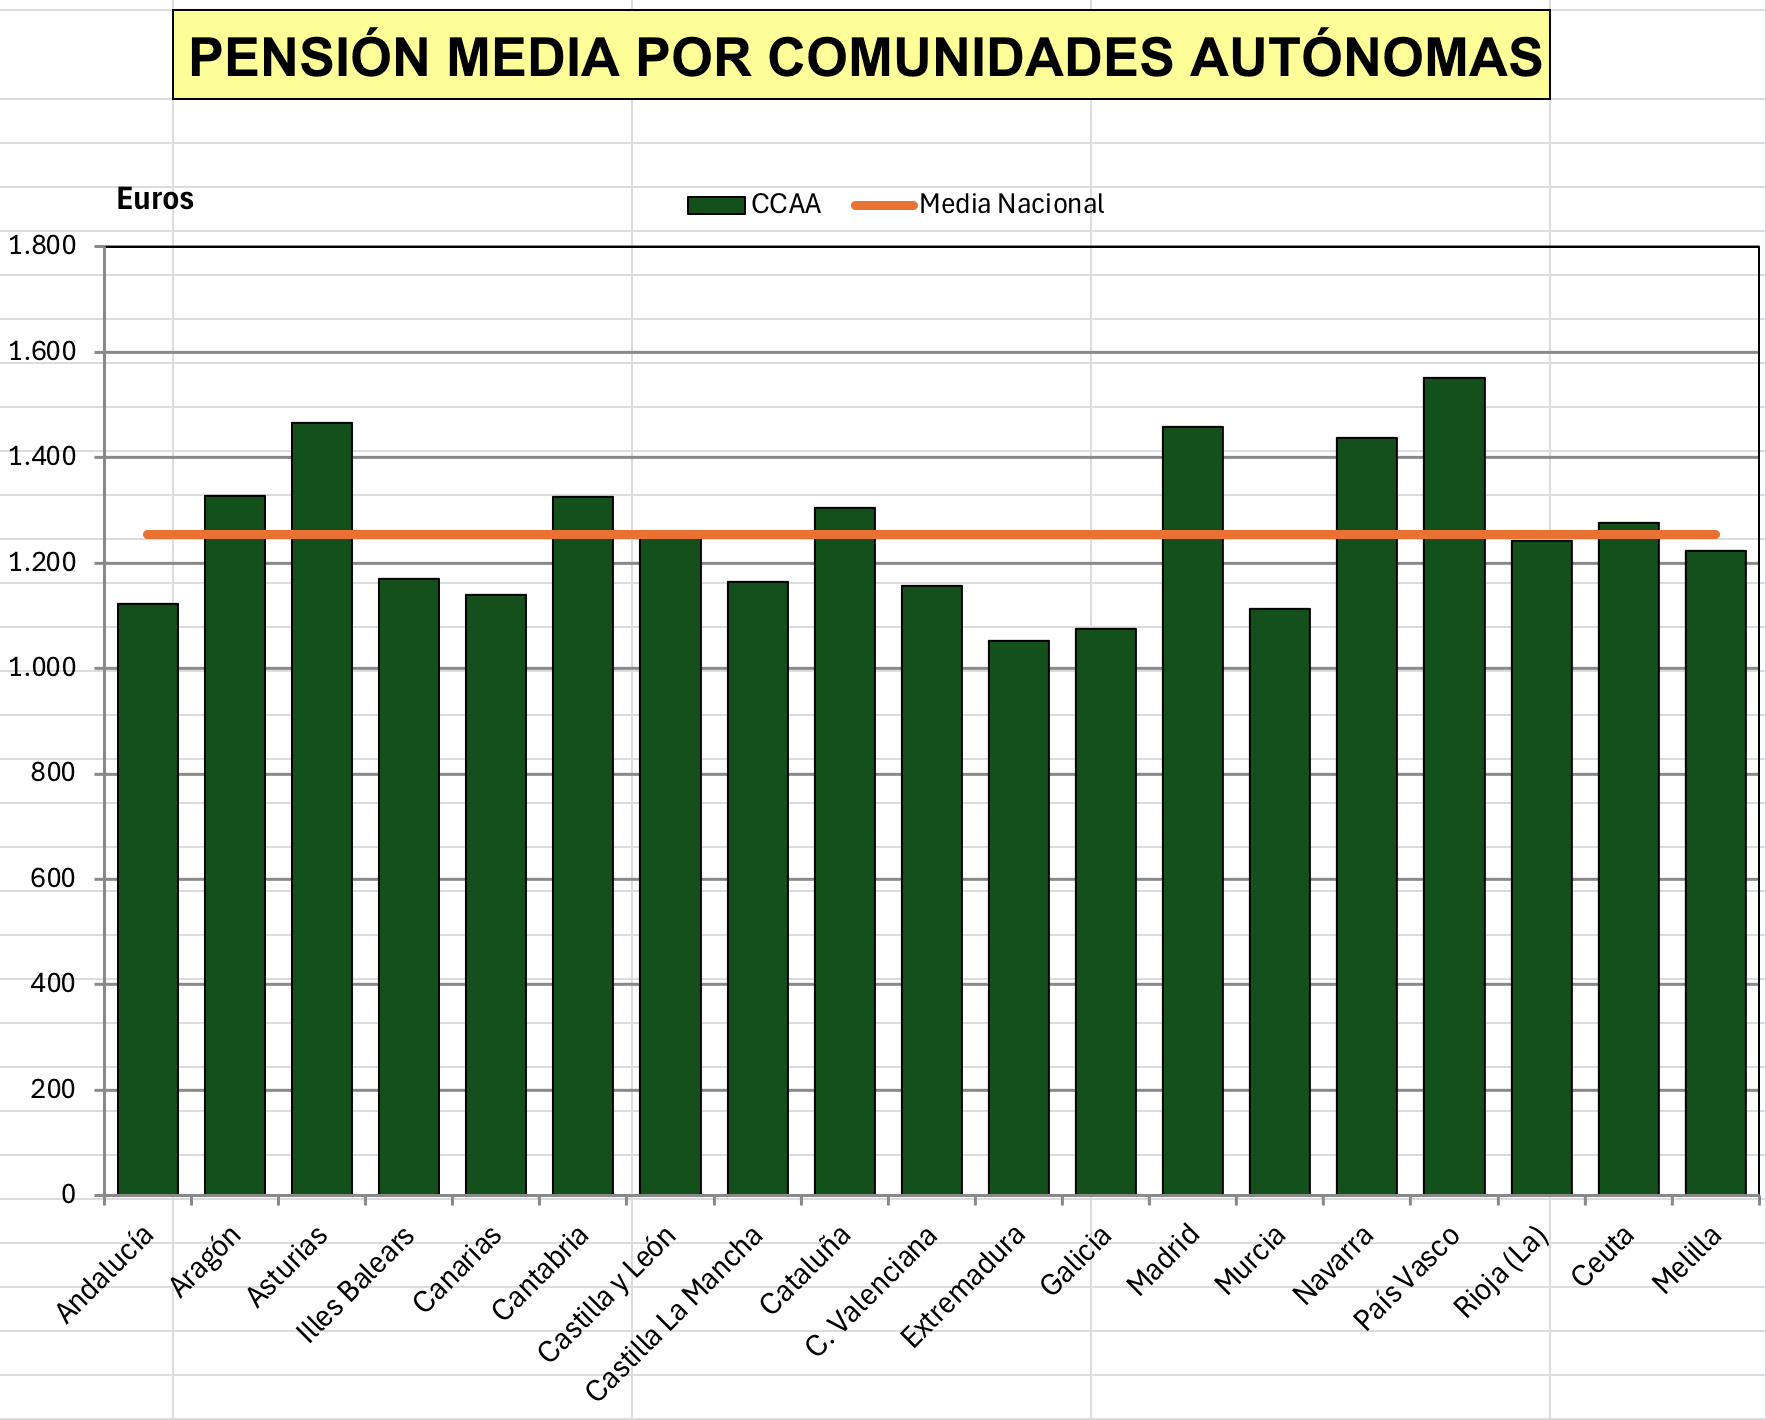 PENSIÓN MEDIA POR COMUNIDADES AUTÓNOMAS
Euros
CCAA
Media Nacional
1.800
1.600
1.400
1.200
1.000
800
600
400
200
0
Andalucía
Aragón
Asturias
Illes Balears
Canarias
Cantabria
Castilla y León
Castilla La Mancha
Cataluña
C. Valenciana
Extremadura
Galicia
Madrid
Murcia
Navarra
País Vasco
Rioja (La)
Ceuta
Melilla